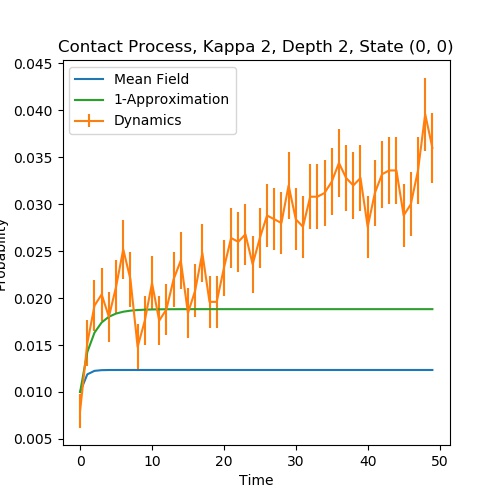 Contact Process, Kappa 2, Depth 2, State (0, 0)
Mean Field
1-Approximation
Dynamics
0.045
0.040
0.035
0.030
0.025
0.020
0.015
0.010
0.005
Probability
0
10
20
30
40
50
Time